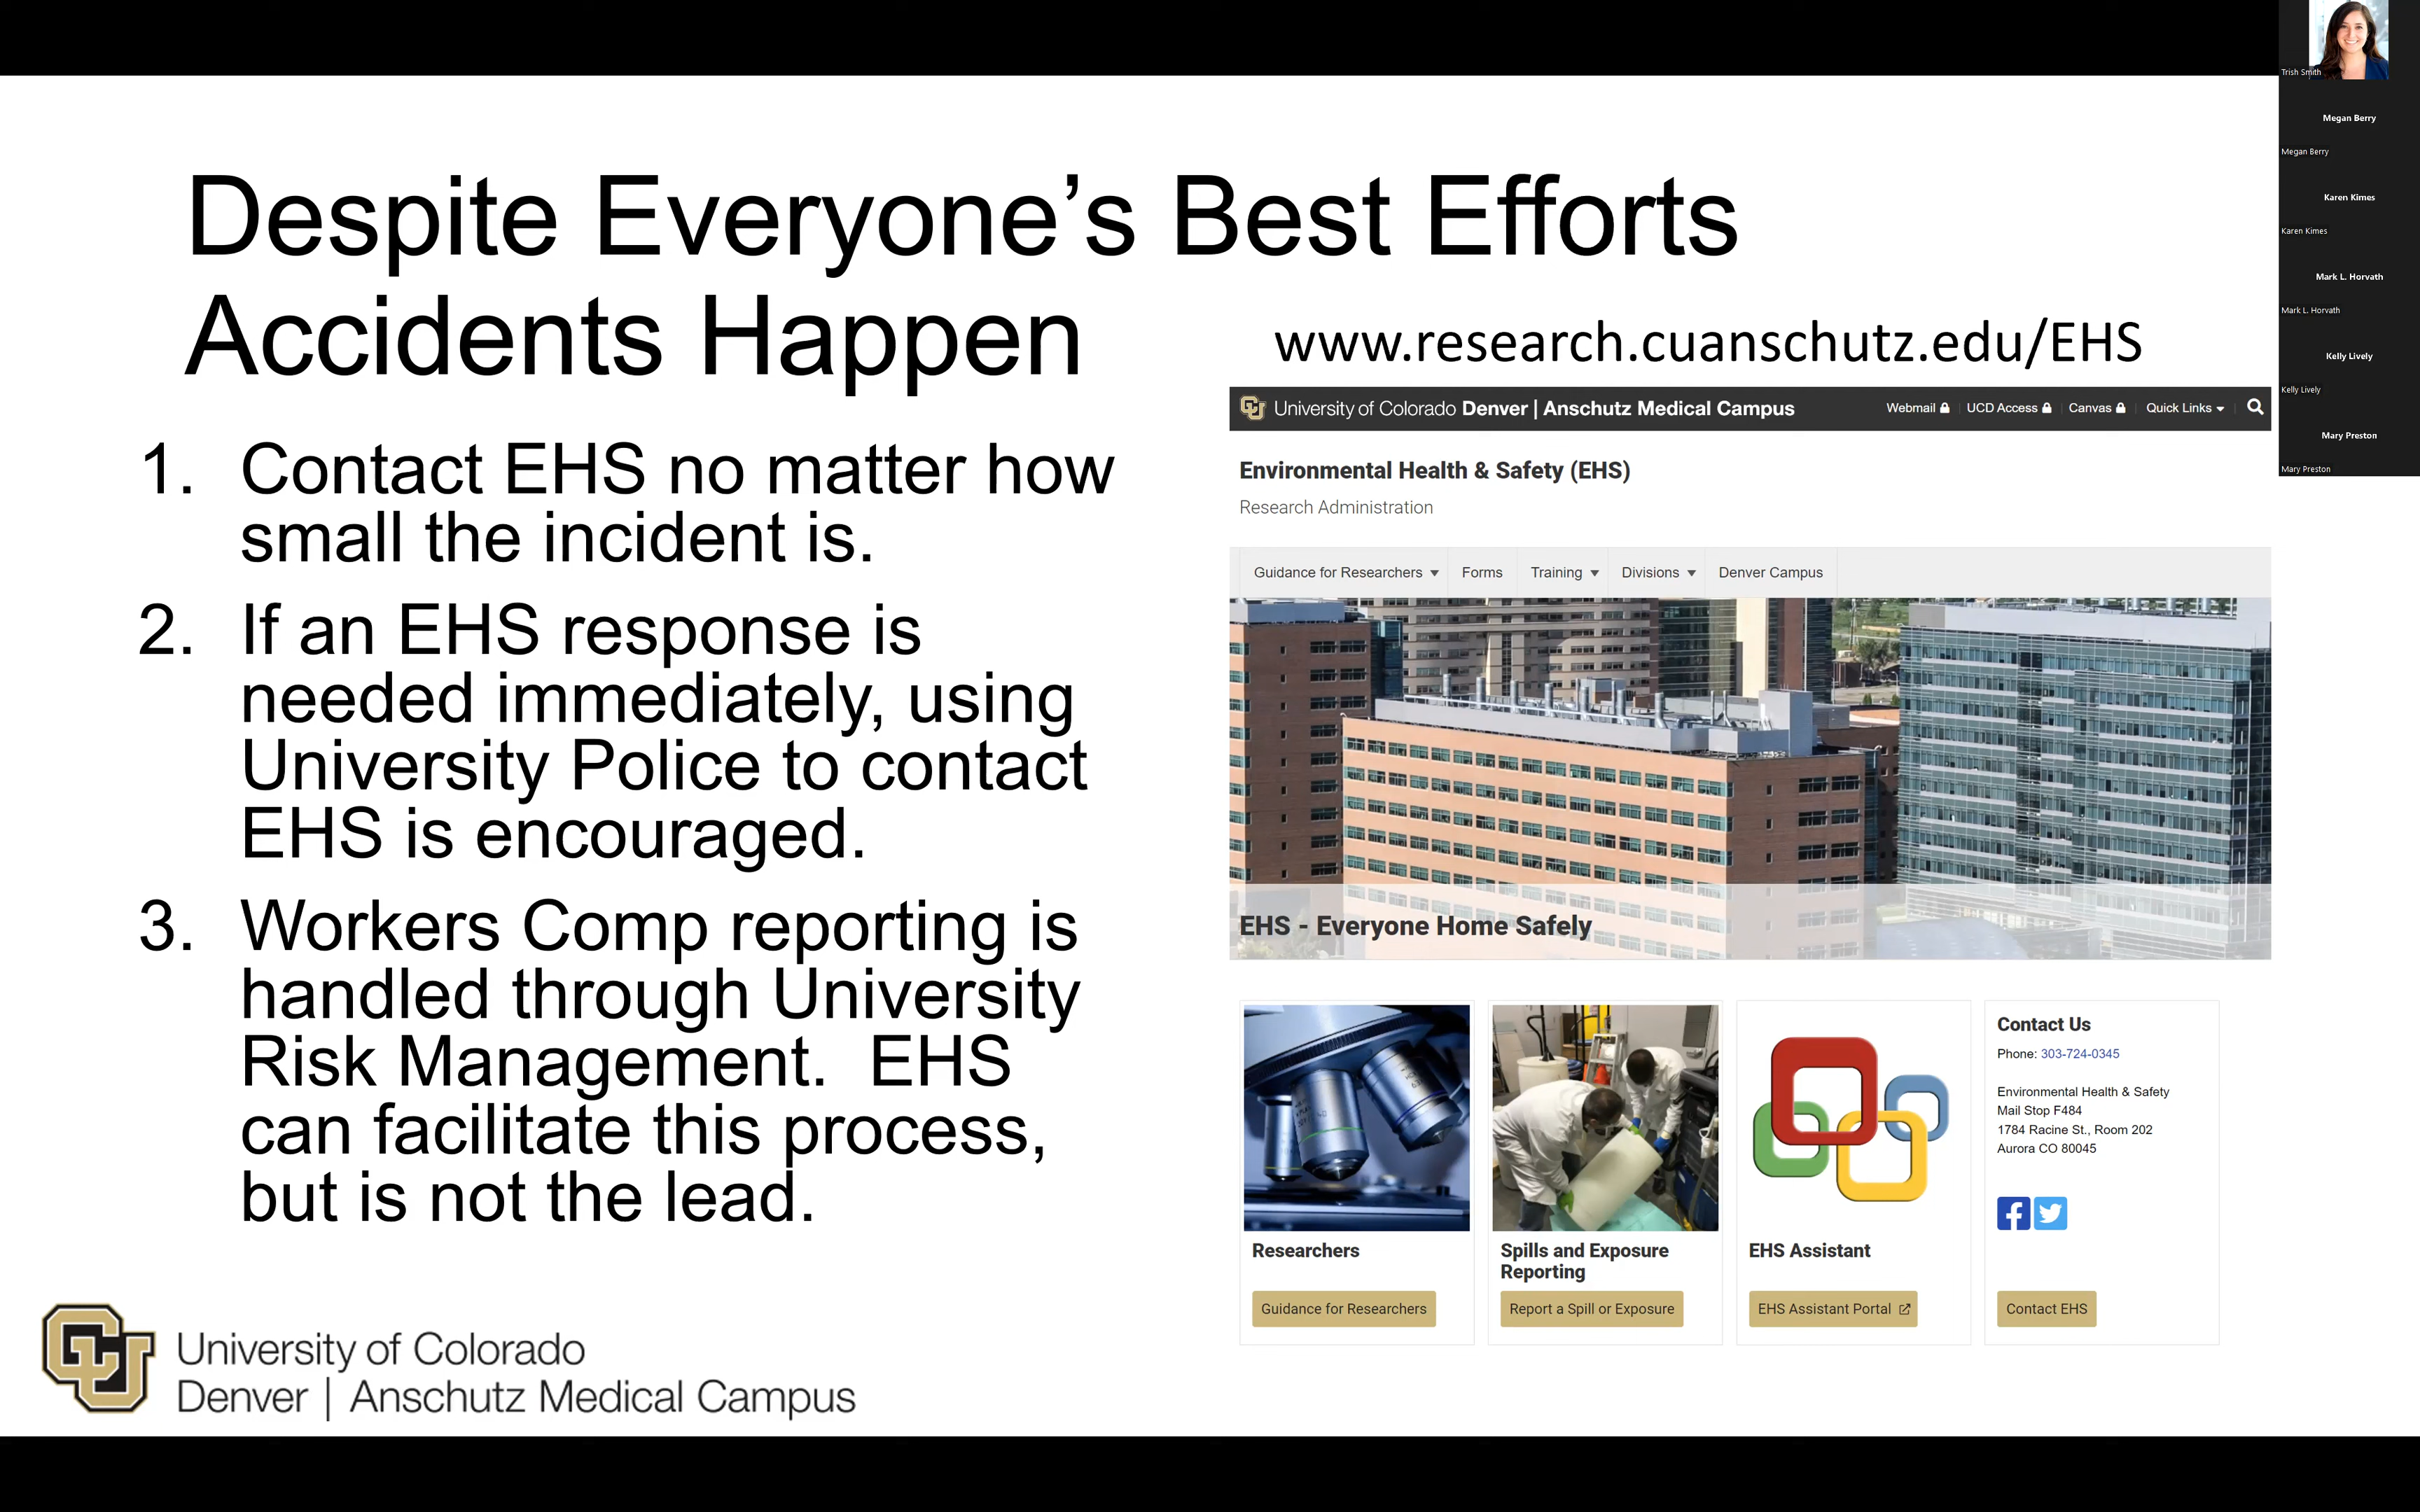 Despite Everyone’s Best Efforts
Accidents Happen
www.research.cuanschutz.edu/EHS
1. Contact EHS no matter how
small the incident is.
2. If an EHS response is
needed immediately, using
University Police to contact
EHS is encouraged.
3. Workers Comp reporting is
handled through University
Risk Management. EHS
can facilitate this process,
but is not the lead.
University of Colorado
Denver | Anschutz Medical Campus
University of Colorado Denver | Anschutz Medical Campus
Webmail UCD Access Canvas Quick Links
Environmental Health & Safety (EHS)
Research Administration
Guidance for Researchers Forms Training Divisions Denver Campus
EHS - Everyone Home Safely
Researchers
Guidance for Researchers
Spills and Exposure
Reporting
Report a Spill or Exposure
EHS Assistant
EHS Assistant Portal
Contact Us
Phone: 303-724-0345
Environmental Health & Safety
Mail Stop F484
1784 Racine St., Room 202
Aurora CO 80045
Contact EHS
Trish Smith
Megan Berry
Megan Berry
Karen Kimes
Karen Kimes
Mark L. Horvath
Mark L. Horvath
Kelly Lively
Kelly Lively
Mary Preston
Mary Preston